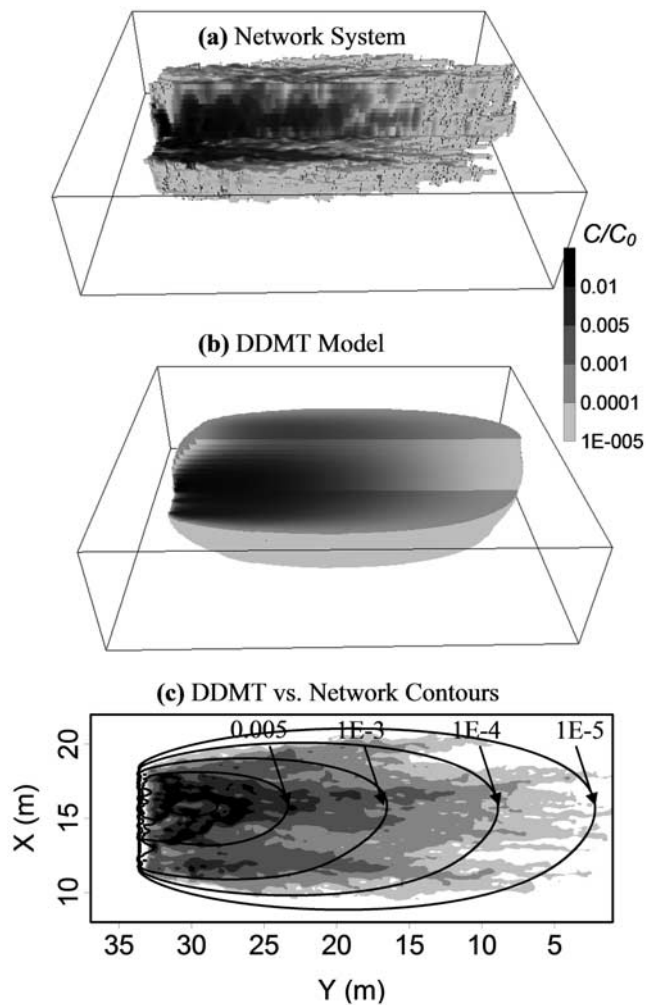 (a) Network System
C/C0
0.01
0.005
0.001
0.0001
1E-005
(b) DDMT Model
(c) DDMT vs. Network Contours
0.005 1E-3 1E-4 1E-5
20
15
10
X (m)
35 30 25 20 15 10 5
Y (m)